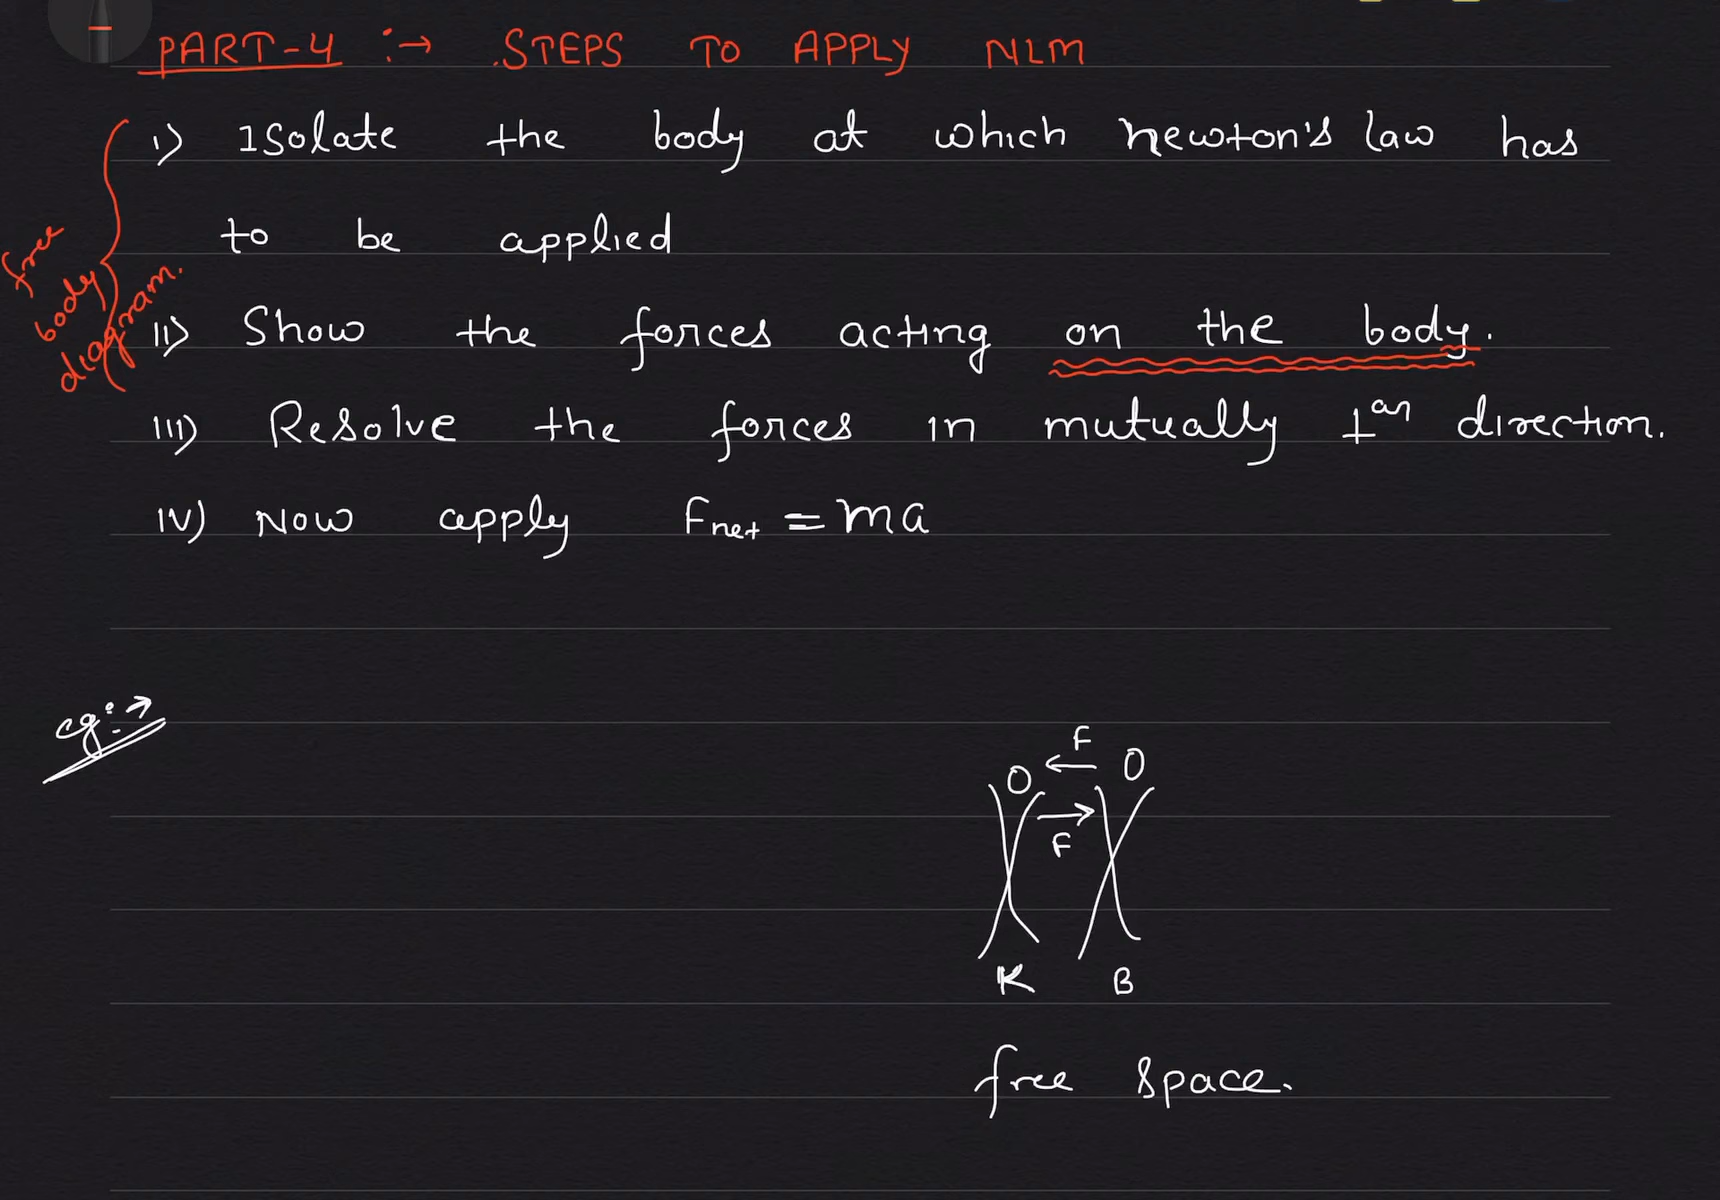 PART-4 :→ STEPS TO APPLY NLM
i) Isolate the body at which newton's law has
to be applied
free
body
diagram.
ii) Show the forces acting on the body.
iii) Resolve the forces in mutually ⊥ar direction.
iv) Now apply Fnet = ma
eg:→
F
F
K B
free space.